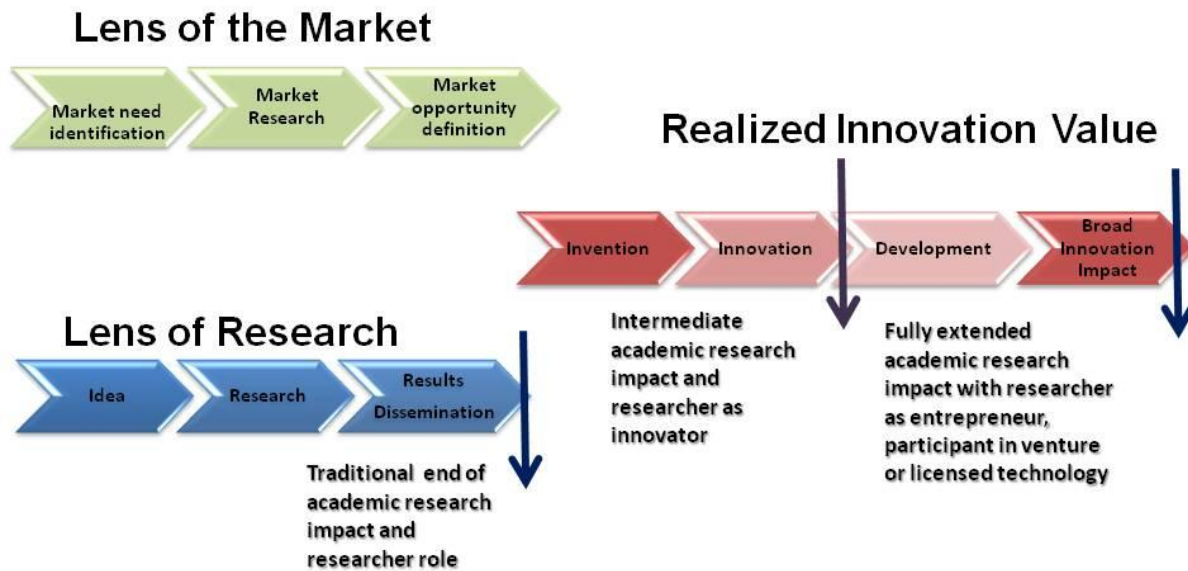 Lens of the Market
Market need
identification
Market
Research
Market
opportunity
definition
Realized Innovation Value
Invention
Innovation
Development
Broad
Innovation
Impact
Intermediate
academic research
impact and
researcher as
innovator
Fully extended
academic research
impact with researcher
as entrepreneur,
participant in venture
or licensed technology
Lens of Research
Idea
Research
Results
Dissemination
Traditional end of
academic research
impact and
researcher role